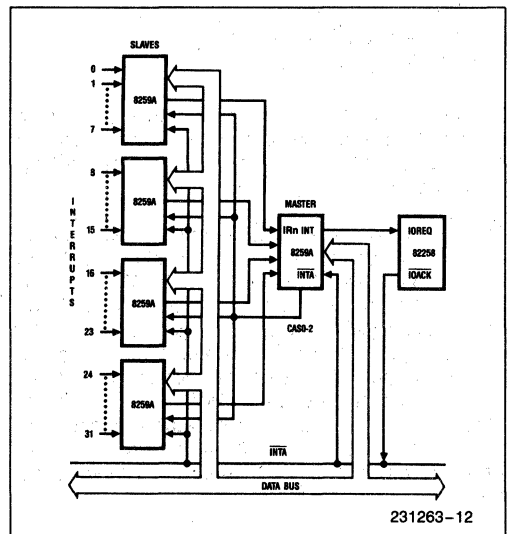 SLAVES
0
1
8259A
7
8
8259A
15
INTERRUPTS
16
8259A
23
24
8259A
31
MASTER
IRn INT
8259A
INTA
CAS0-2
IOREQ
82258
IOACK
INTA
DATA BUS
231263-12